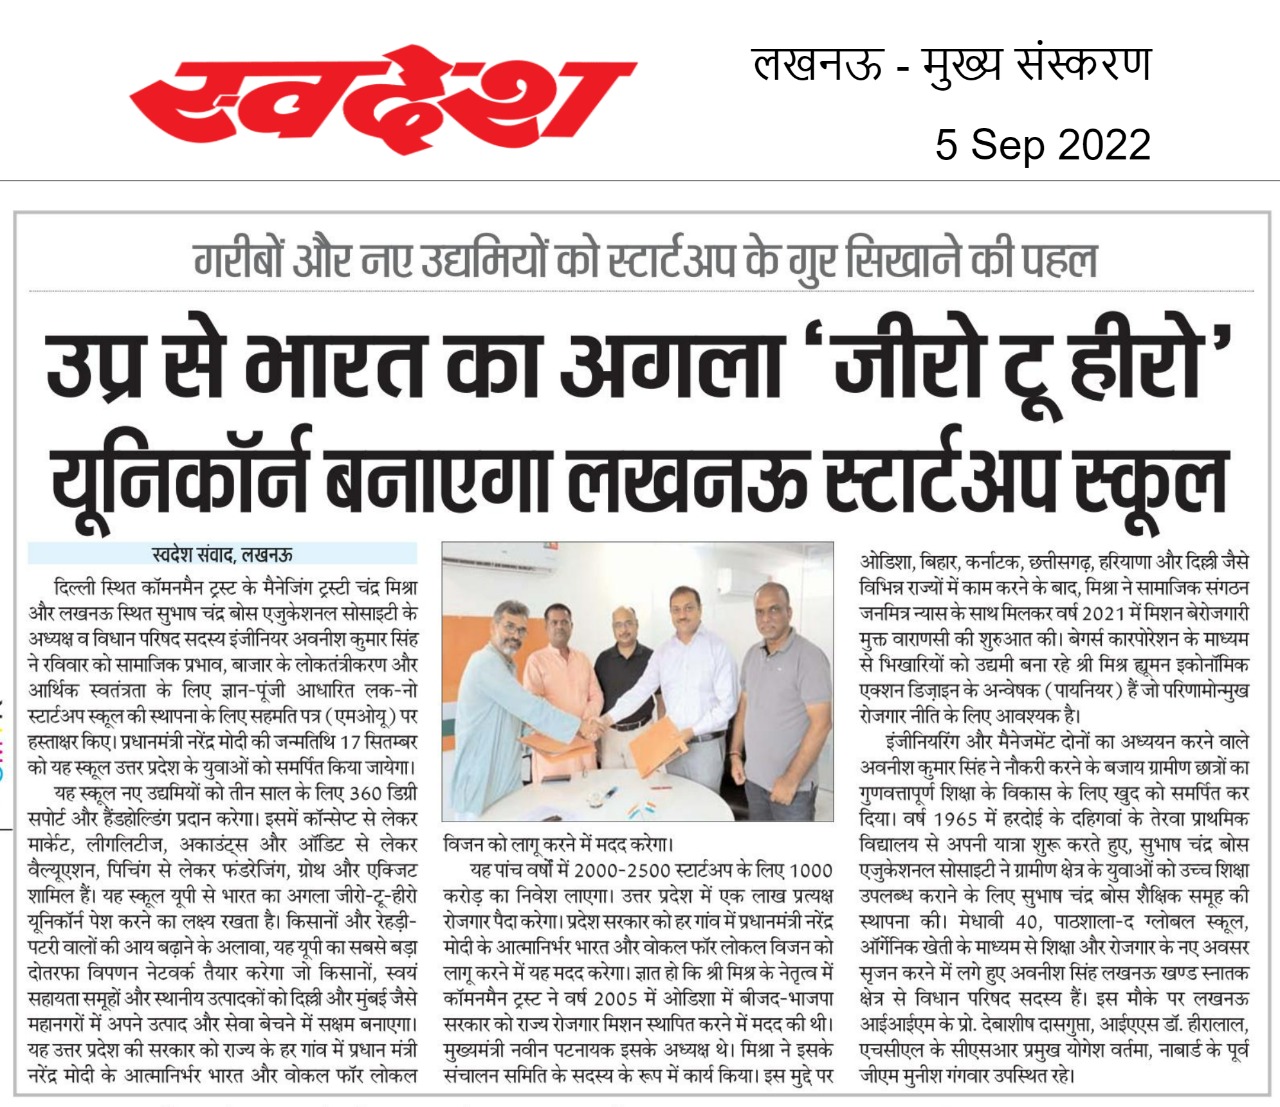 स्वदेश
लखनऊ - मुख्य संस्करण
5 Sep 2022
गरीबों और नए उद्यमियों को स्टार्टअप के गुर सिखाने की पहल
उप्र से भारत का अगला ‘जीरो टू हीरो’
यूनिकॉर्न बनाएगा लखनऊ स्टार्टअप स्कूल
स्वदेश संवाद, लखनऊ
दिल्ली स्थित कॉमनमैन ट्रस्ट के मैनेजिंग ट्रस्टी चंद्र मिश्रा
और लखनऊ स्थित सुभाष चंद्र बोस एजुकेशनल सोसाइटी के
अध्यक्ष व विधान परिषद सदस्य इंजीनियर अवनीश कुमार सिंह
ने रविवार को सामाजिक प्रभाव, बाजार के लोकतंत्रीकरण और
आर्थिक स्वतंत्रता के लिए ज्ञान-पूंजी आधारित लक-नो
स्टार्टअप स्कूल की स्थापना के लिए सहमति पत्र (एमओयू) पर
हस्ताक्षर किए। प्रधानमंत्री नरेंद्र मोदी की जन्मतिथि 17 सितम्बर
को यह स्कूल उत्तर प्रदेश के युवाओं को समर्पित किया जायेगा।
यह स्कूल नए उद्यमियों को तीन साल के लिए 360 डिग्री
सपोर्ट और हैंडहोल्डिंग प्रदान करेगा। इसमें कॉन्सेप्ट से लेकर
मार्केट, लीगलिटीज, अकाउंट्स और ऑडिट से लेकर
वैल्यूएशन, पिचिंग से लेकर फंडरेजिंग, ग्रोथ और एक्जिट
शामिल हैं। यह स्कूल यूपी से भारत का अगला जीरो-टू-हीरो
यूनिकॉर्न पेश करने का लक्ष्य रखता है। किसानों और रेहड़ी-
पटरी वालों की आय बढ़ाने के अलावा, यह यूपी का सबसे बड़ा
दोतरफा विपणन नेटवर्क तैयार करेगा जो किसानों, स्वयं
सहायता समूहों और स्थानीय उत्पादकों को दिल्ली और मुंबई जैसे
महानगरों में अपने उत्पाद और सेवा बेचने में सक्षम बनाएगा।
यह उत्तर प्रदेश की सरकार को राज्य के हर गांव में प्रधान मंत्री
नरेंद्र मोदी के आत्मानिर्भर भारत और वोकल फॉर लोकल
विजन को लागू करने में मदद करेगा।
यह पांच वर्षों में 2000-2500 स्टार्टअप के लिए 1000
करोड़ का निवेश लाएगा। उत्तर प्रदेश में एक लाख प्रत्यक्ष
रोजगार पैदा करेगा। प्रदेश सरकार को हर गांव में प्रधानमंत्री नरेंद्र
मोदी के आत्मानिर्भर भारत और वोकल फॉर लोकल विजन को
लागू करने में यह मदद करेगा। ज्ञात हो कि श्री मिश्र के नेतृत्व में
कॉमनमैन ट्रस्ट ने वर्ष 2005 में ओडिशा में बीजद-भाजपा
सरकार को राज्य रोजगार मिशन स्थापित करने में मदद की थी।
मुख्यमंत्री नवीन पटनायक इसके अध्यक्ष थे। मिश्रा ने इसके
संचालन समिति के सदस्य के रूप में कार्य किया। इस मुद्दे पर
ओडिशा, बिहार, कर्नाटक, छत्तीसगढ़, हरियाणा और दिल्ली जैसे
विभिन्न राज्यों में काम करने के बाद, मिश्रा ने सामाजिक संगठन
जनमित्र न्यास के साथ मिलकर वर्ष 2021 में मिशन बेरोजगारी
मुक्त वाराणसी की शुरुआत की। बेगर्स कारपोरेशन के माध्यम
से भिखारियों को उद्यमी बना रहे श्री मिश्र ह्यूमन इकोनॉमिक
एक्शन डिज़ाइन के अन्वेषक (पायनियर) हैं जो परिणामोन्मुख
रोजगार नीति के लिए आवश्यक है।
इंजीनियरिंग और मैनेजमेंट दोनों का अध्ययन करने वाले
अवनीश कुमार सिंह ने नौकरी करने के बजाय ग्रामीण छात्रों का
गुणवत्तापूर्ण शिक्षा के विकास के लिए खुद को समर्पित कर
दिया। वर्ष 1965 में हरदोई के दहिगवां के तेरवा प्राथमिक
विद्यालय से अपनी यात्रा शुरू करते हुए, सुभाष चंद्र बोस
एजुकेशनल सोसाइटी ने ग्रामीण क्षेत्र के युवाओं को उच्च शिक्षा
उपलब्ध कराने के लिए सुभाष चंद्र बोस शैक्षिक समूह की
स्थापना की। मेधावी 40, पाठशाला-द ग्लोबल स्कूल,
ऑर्गेनिक खेती के माध्यम से शिक्षा और रोजगार के नए अवसर
सृजन करने में लगे हुए अवनीश सिंह लखनऊ खण्ड स्नातक
क्षेत्र से विधान परिषद सदस्य हैं। इस मौके पर लखनऊ
आईआईएम के प्रो. देबाशीष दासगुप्ता, आईएएस डॉ. हीरालाल,
एचसीएल के सीएसआर प्रमुख योगेश वर्तमा, नाबार्ड के पूर्व
जीएम मुनीश गंगवार उपस्थित रहे।